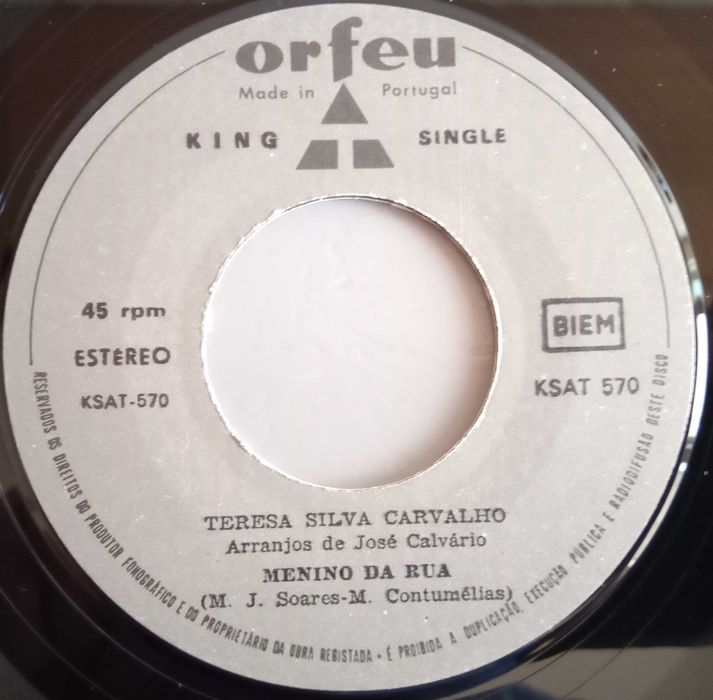 orfeu
Made in Portugal
KING SINGLE
45 rpm
ESTÉREO
KSAT-570
BIEM
KSAT 570
TERESA SILVA CARVALHO
Arranjos de José Calvário
MENINO DA RUA
(M. J. Soares-M. Contumélias)
RESERVADOS OS DIREITOS DO PRODUTOR FONOGRÁFICO E DO PROPRIETÁRIO DA OBRA REGISTADA • É PROIBIDA A DUPLICAÇÃO, EXECUÇÃO PÚBLICA E RADIODIFUSÃO DESTE DISCO